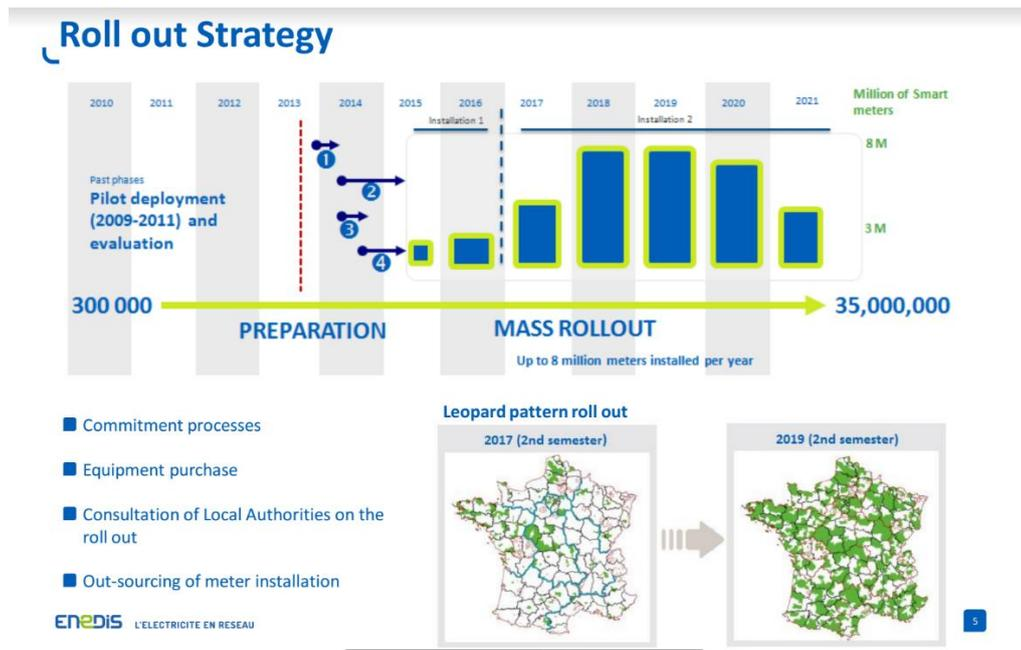 Roll out Strategy
2010 2011 2012 2013 2014 2015 2016 2017 2018 2019 2020 2021
Million of Smart
meters
Installation 1
Installation 2
8 M
1
2
3
4
Past phases
Pilot deployment
(2009-2011) and
evaluation
3 M
300 000
35,000,000
PREPARATION
MASS ROLLOUT
Up to 8 million meters installed per year
Commitment processes
Equipment purchase
Consultation of Local Authorities on the
roll out
Out-sourcing of meter installation
Leopard pattern roll out
2017 (2nd semester)
2019 (2nd semester)
ENEDIS L'ELECTRICITE EN RESEAU
5